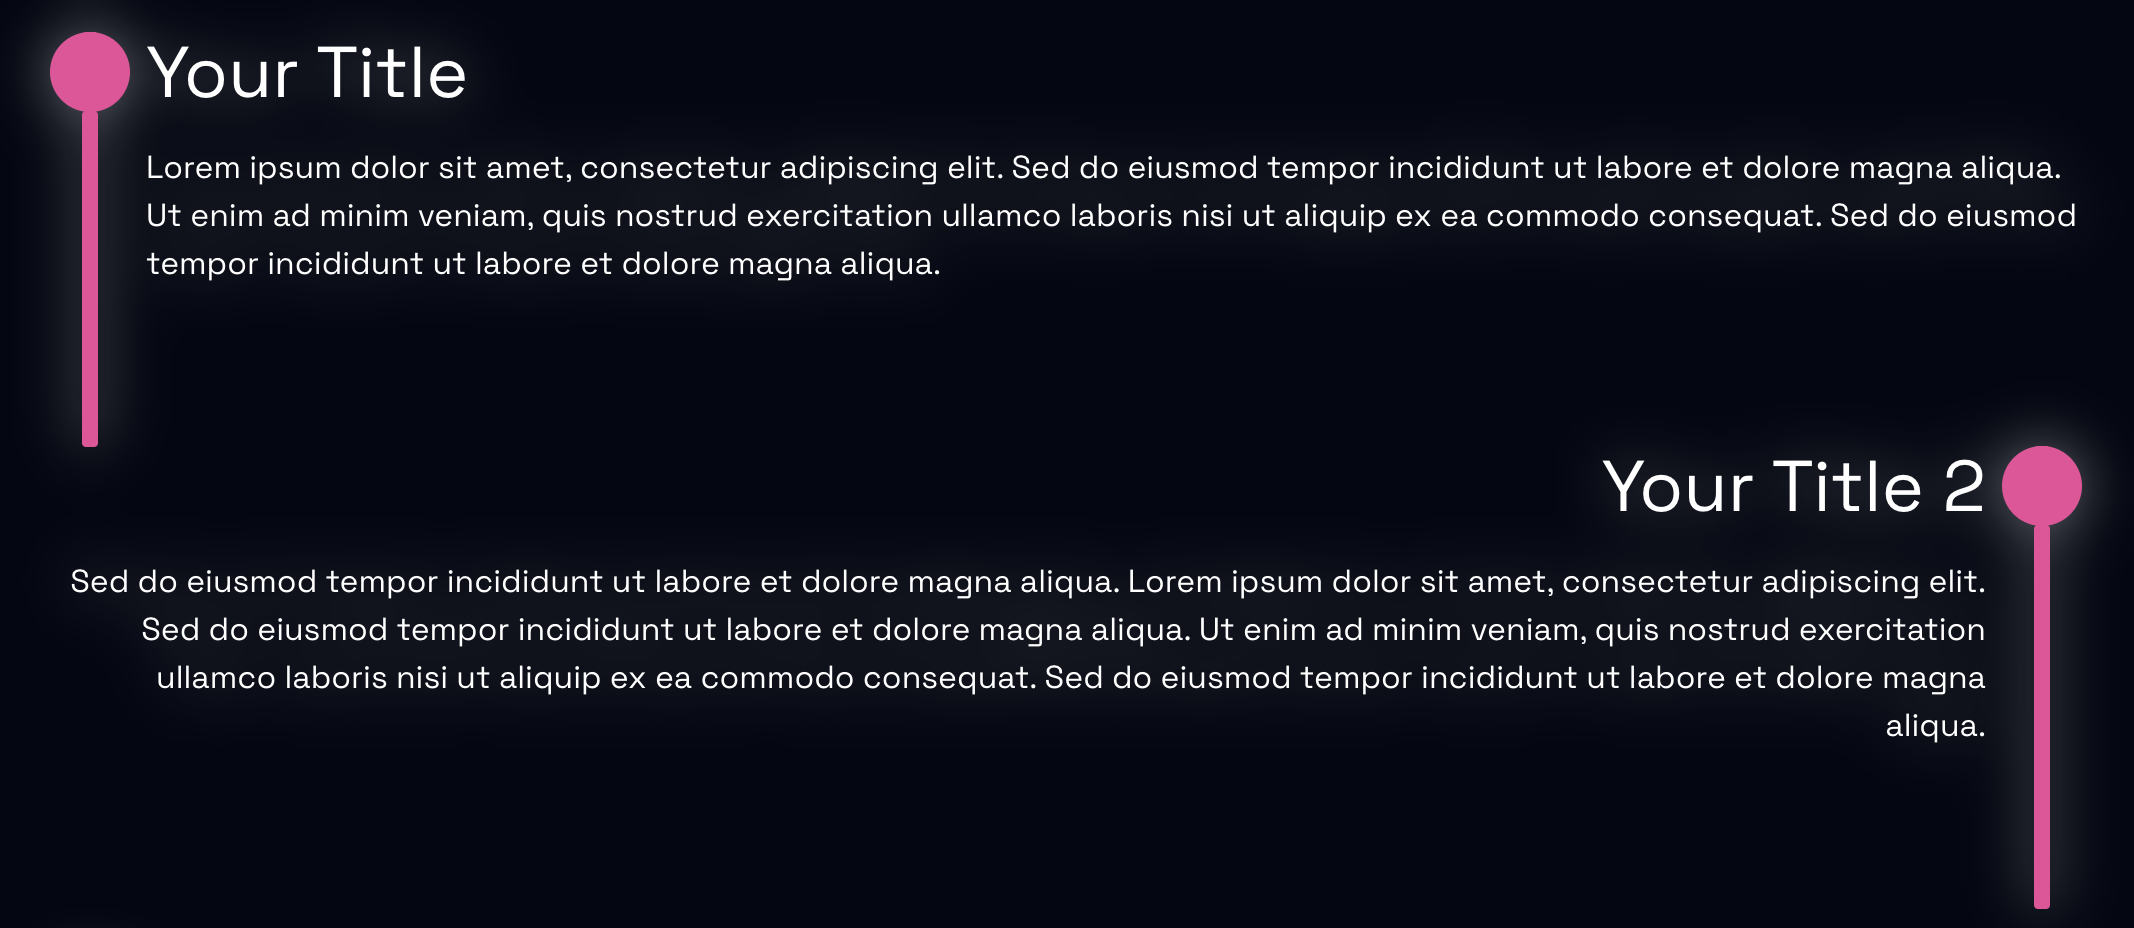 Your Title
Lorem ipsum dolor sit amet, consectetur adipiscing elit. Sed do eiusmod tempor incididunt ut labore et dolore magna aliqua.
Ut enim ad minim veniam, quis nostrud exercitation ullamco laboris nisi ut aliquip ex ea commodo consequat. Sed do eiusmod
tempor incididunt ut labore et dolore magna aliqua.
Your Title 2
Sed do eiusmod tempor incididunt ut labore et dolore magna aliqua. Lorem ipsum dolor sit amet, consectetur adipiscing elit.
Sed do eiusmod tempor incididunt ut labore et dolore magna aliqua. Ut enim ad minim veniam, quis nostrud exercitation
ullamco laboris nisi ut aliquip ex ea commodo consequat. Sed do eiusmod tempor incididunt ut labore et dolore magna
aliqua.